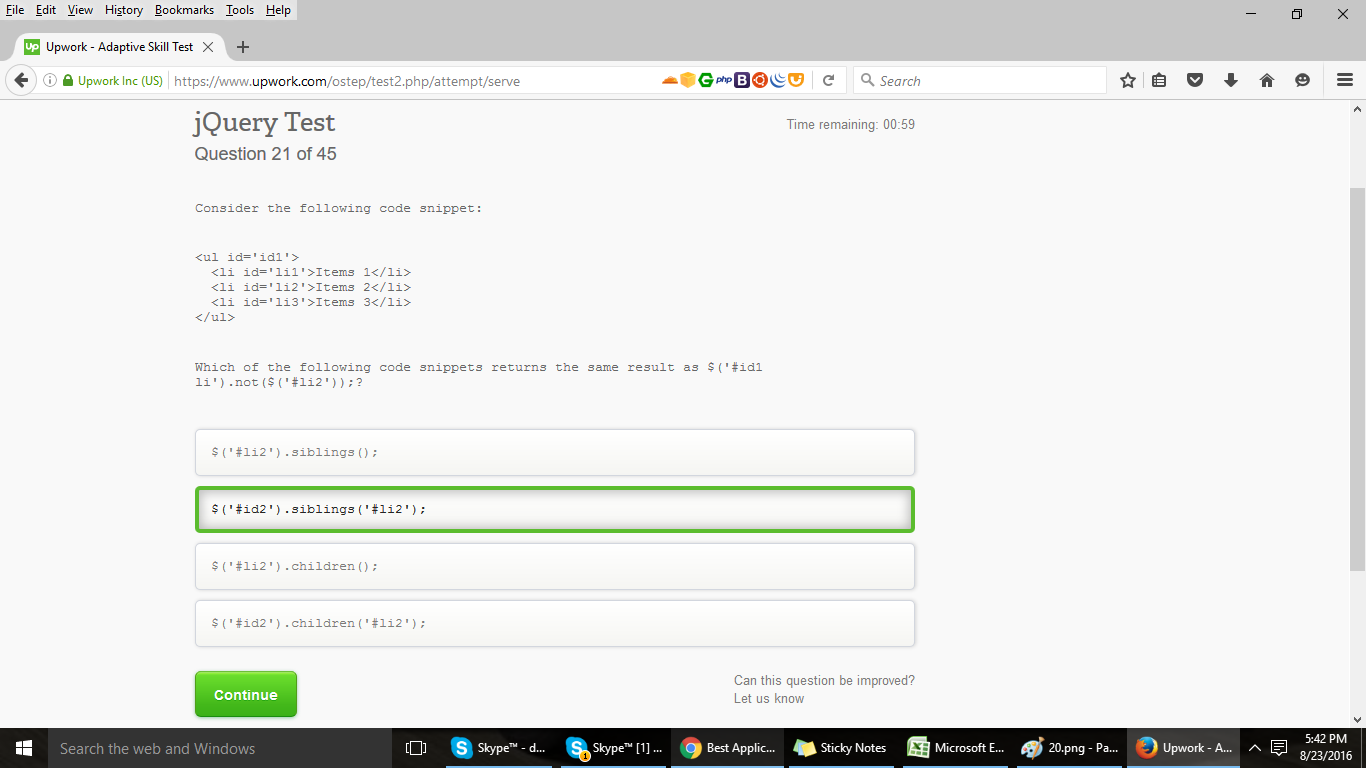 File Edit View History Bookmarks Tools Help
Up Upwork - Adaptive Skill Test
Upwork Inc (US) https://www.upwork.com/ostep/test2.php/attempt/serve php B Search
jQuery Test
Time remaining: 00:59
Question 21 of 45
Consider the following code snippet:
<ul id='id1'>
<li id='li1'>Items 1</li>
<li id='li2'>Items 2</li>
<li id='li3'>Items 3</li>
</ul>
Which of the following code snippets returns the same result as $('#id1
li').not($('#li2'));?
$('#li2').siblings();
$('#id2').siblings('#li2');
$('#li2').children();
$('#id2').children('#li2');
Continue
Can this question be improved?
Let us know
Search the web and Windows
Skype™ - d...
Skype™ [1] ...
Best Applic...
Sticky Notes
Microsoft E...
20.png - Pa...
Upwork - A...
5:42 PM
8/23/2016